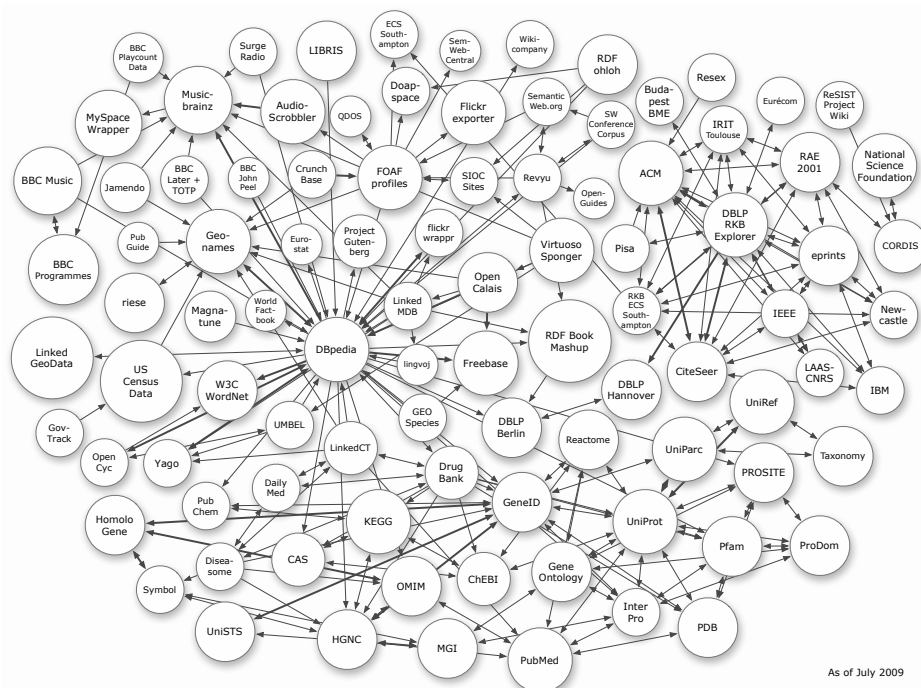 ECS
South-
ampton
BBC
Playcount
Data
Surge
Radio
LIBRIS
Sem-
Web-
Central
Wiki-
company
RDF
ohloh
Resex
Music-
brainz
Doap-
space
Buda-
pest
BME
Eurécom
ReSIST
Project
Wiki
MySpace
Wrapper
Audio-
Scrobbler
QDOS
Flickr
exporter
Semantic
Web.org
SW
Conference
Corpus
IRIT
Toulouse
RAE
2001
National
Science
Foundation
BBC Music
Jamendo
BBC
Later +
TOTP
BBC
John
Peel
Crunch
Base
FOAF
profiles
SIOC
Sites
Revyu
Open-
Guides
ACM
DBLP
RKB
Explorer
Pub
Guide
Geo-
names
Euro-
stat
Project
Guten-
berg
flickr
wrappr
Virtuoso
Sponger
Pisa
eprints
CORDIS
BBC
Programmes
riese
Magna-
tune
World
Fact-
book
Linked
MDB
Open
Calais
RKB
ECS
South-
ampton
IEEE
New-
castle
Linked
GeoData
US
Census
Data
W3C
WordNet
DBpedia
lingvoj
Freebase
RDF Book
Mashup
DBLP
Hannover
CiteSeer
LAAS-
CNRS
IBM
Gov-
Track
Open
Cyc
Yago
UMBEL
GEO
Species
DBLP
Berlin
UniRef
LinkedCT
Reactome
UniParc
Taxonomy
Drug
Bank
Daily
Med
Pub
Chem
PROSITE
Homolo
Gene
KEGG
GeneID
UniProt
Pfam
ProDom
Symbol
Disea-
some
CAS
OMIM
ChEBI
Gene
Ontology
Inter
Pro
PDB
UniSTS
HGNC
MGI
PubMed
As of July 2009